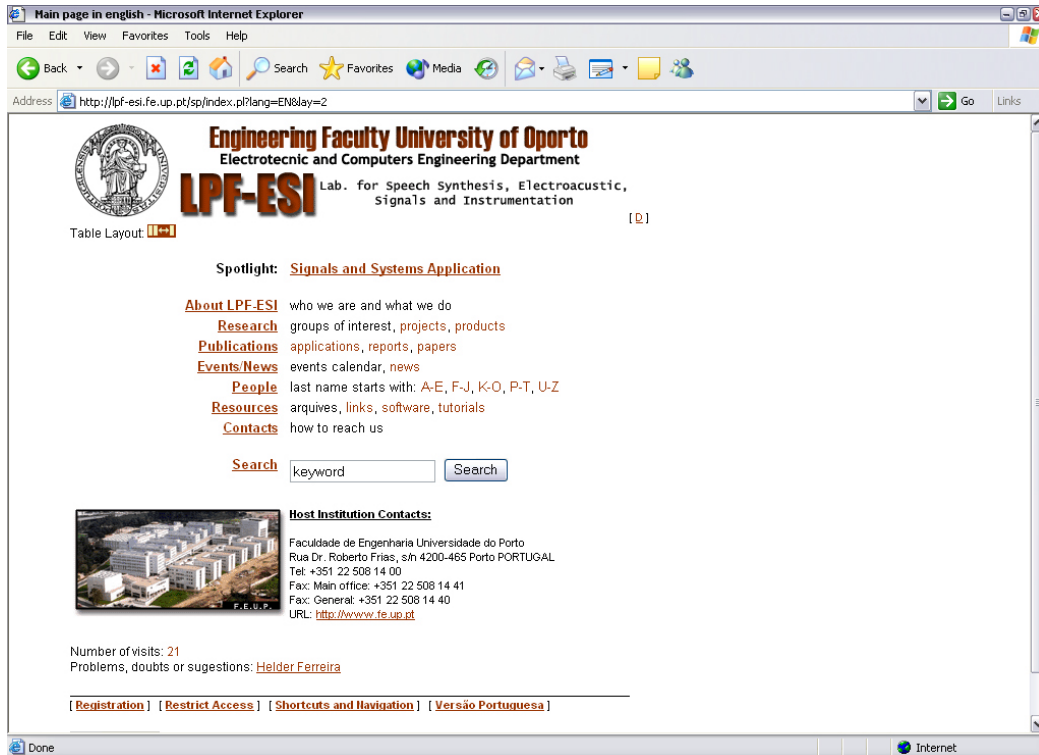 Main page in english - Microsoft Internet Explorer
File Edit View Favorites Tools Help
Back Search Favorites Media
Address http://lpf-esi.fe.up.pt/sp/index.pl?lang=EN&lay=2 Go Links
Engineering Faculty University of Oporto
Electrotecnic and Computers Engineering Department
LPF-ESI Lab. for Speech Synthesis, Electroacustic,
Signals and Instrumentation
[ D ]
Table Layout:
Spotlight: Signals and Systems Application
About LPF-ESI who we are and what we do
Research groups of interest, projects, products
Publications applications, reports, papers
Events/News events calendar, news
People last name starts with: A-E, F-J, K-O, P-T, U-Z
Resources arquives, links, software, tutorials
Contacts how to reach us
Search keyword Search
Host Institution Contacts:
Faculdade de Engenharia Universidade do Porto
Rua Dr. Roberto Frias, s/n 4200-465 Porto PORTUGAL
Tel: +351 22 508 14 00
Fax: Main office: +351 22 508 14 41
Fax: General: +351 22 508 14 40
URL: http://www.fe.up.pt
F.E.U.P.
Number of visits: 21
Problems, doubts or sugestions: Helder Ferreira
[ Registration ] [ Restrict Access ] [ Shortcuts and Navigation ] [ Versão Portuguesa ]
Done Internet